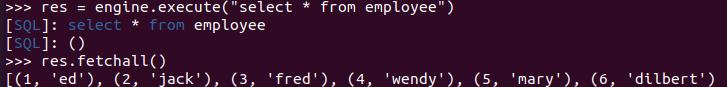 >>> res = engine.execute("select * from employee")
[SQL]: select * from employee
[SQL]: ()
>>> res.fetchall()
[(1, 'ed'), (2, 'jack'), (3, 'fred'), (4, 'wendy'), (5, 'mary'), (6, 'dilbert')